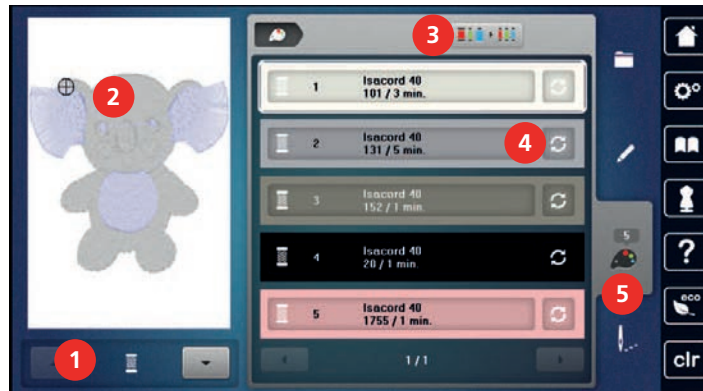 3
2
1
Isacord 40
101 / 3 min.
2
Isacord 40
131 / 5 min.
4
3
Isacord 40
152 / 1 min.
4
Isacord 40
20 / 1 min.
5
Isacord 40
1755 / 1 min.
1
1/1
5
5
?
eco
clr